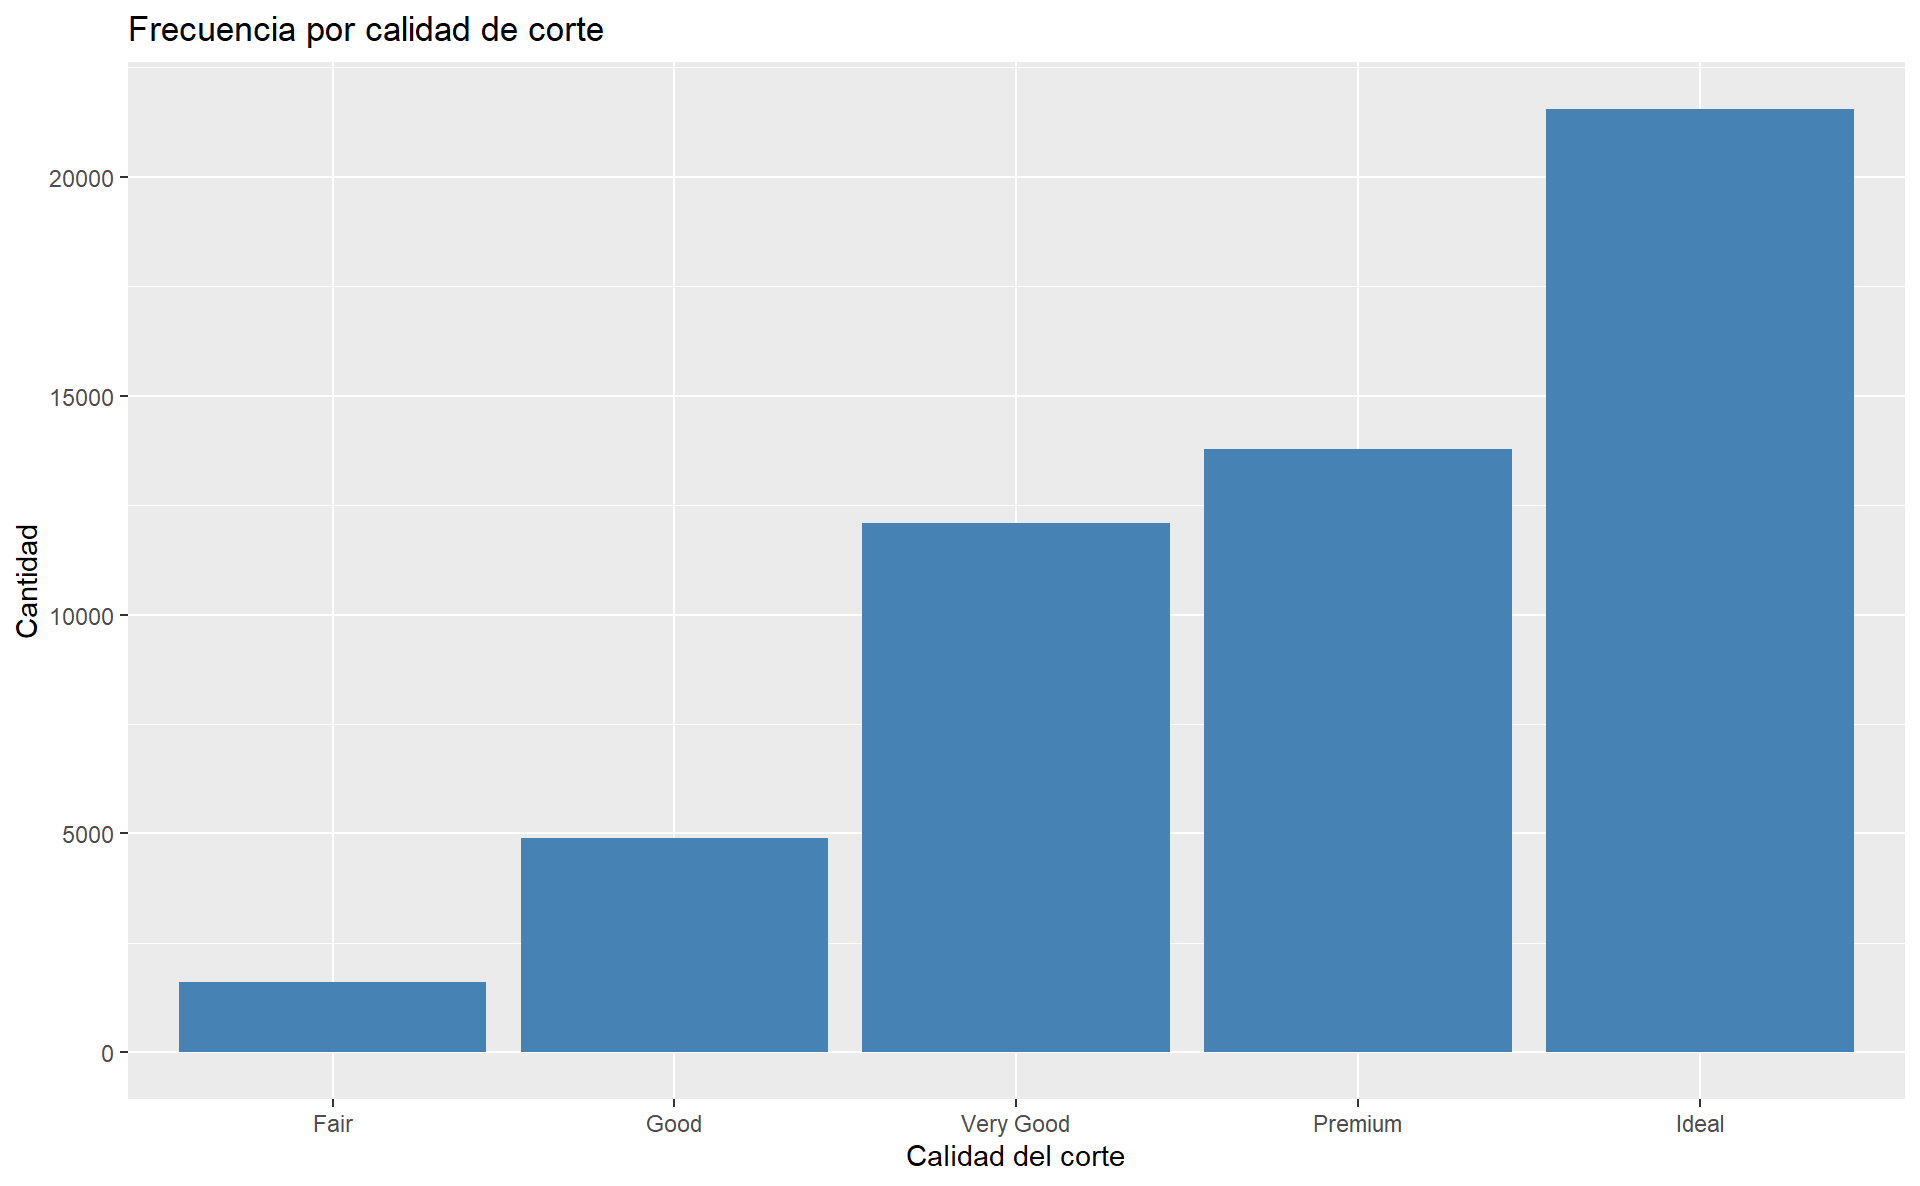 Frecuencia por calidad de corte
Cantidad
20000
15000
10000
5000
0
Fair Good Very Good Premium Ideal
Calidad del corte